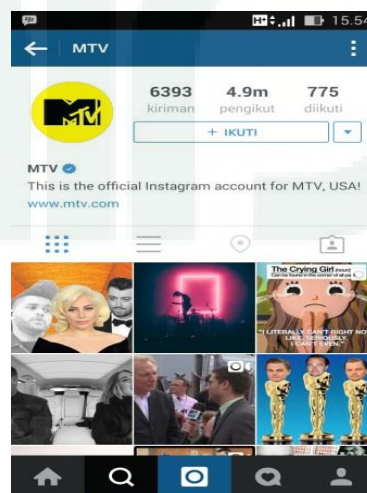 15.54
MTV
6393 4.9m 775
kiriman pengikut diikuti
+ IKUTI
MTV
This is the official Instagram account for MTV, USA!
www.mtv.com
The Crying Girl
"I LITERALLY CAN'T RIGHT NOW
LIKE, SERIOUSLY,
I CAN'T EVEN."